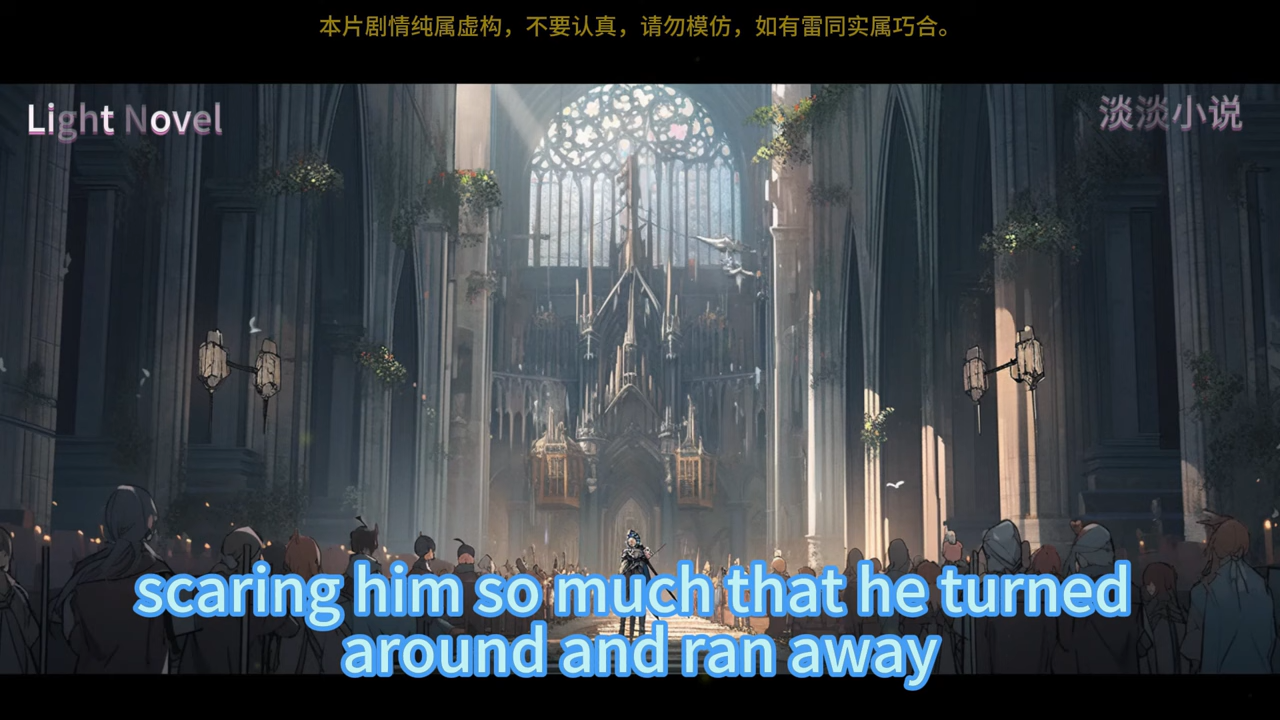 本片剧情纯属虚构，不要认真，请勿模仿，如有雷同实属巧合。
Light Novel
淡淡小说
scaring him so much that he turned
around and ran away